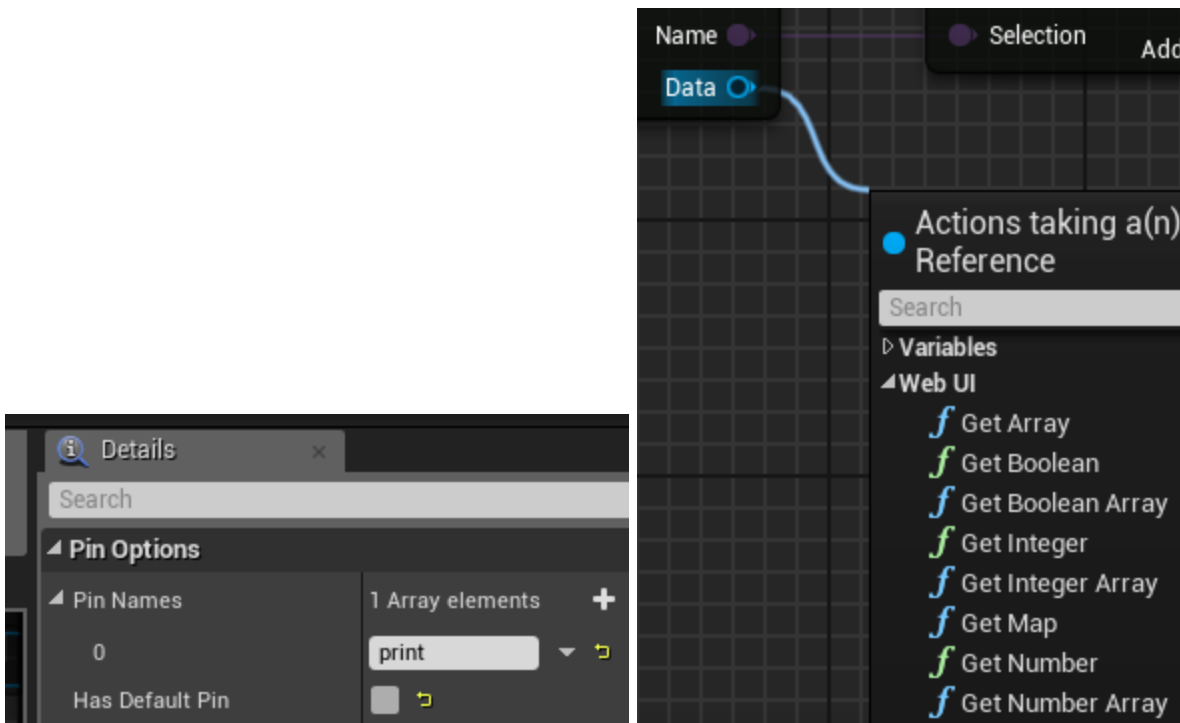 Details
Search
Pin Options
Pin Names 1 Array elements
0 print
Has Default Pin
Name Selection
Add
Data
Actions taking a(n)
Reference
Search
Variables
Web UI
f Get Array
f Get Boolean
f Get Boolean Array
f Get Integer
f Get Integer Array
f Get Map
f Get Number
f Get Number Array